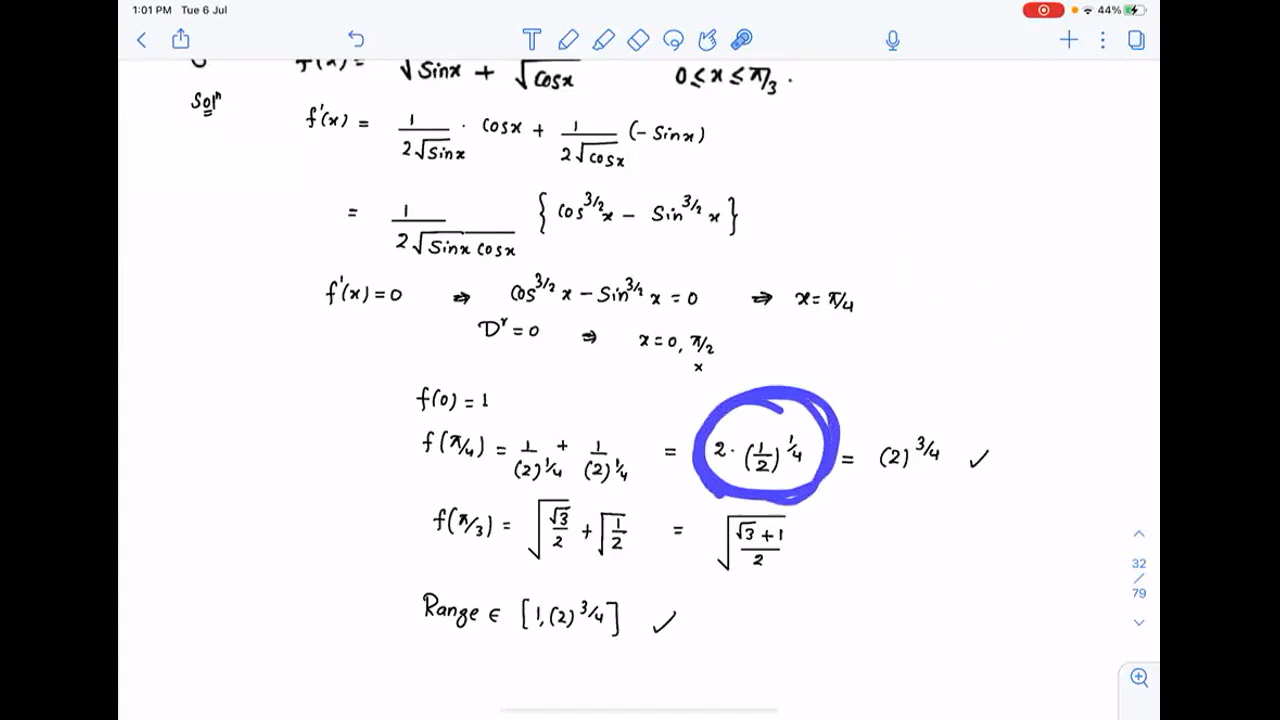 1:01 PM Tue 6 Jul 44%
f(x) = √Sinx + √Cosx 0 ≤ x ≤ π/3 .
Solⁿ
f'(x) = 1/(2√Sinx) · Cosx + 1/(2√Cosx) (- Sinx)
= 1/(2√Sinx Cosx) { Cos^3/2 x - Sin^3/2 x }
f'(x) = 0 ⇒ Cos^3/2 x - Sin^3/2 x = 0 ⇒ x = π/4
Dʳ = 0 ⇒ x = 0, π/2
x
f(0) = 1
f(π/4) = 1/(2)^1/4 + 1/(2)^1/4 = 2 · (1/2)^1/4 = (2)^3/4 ✓
f(π/3) = √(√3/2) + √(1/2) = √((√3 + 1)/2)
Range ∈ [1, (2)^3/4] ✓
32
/
79